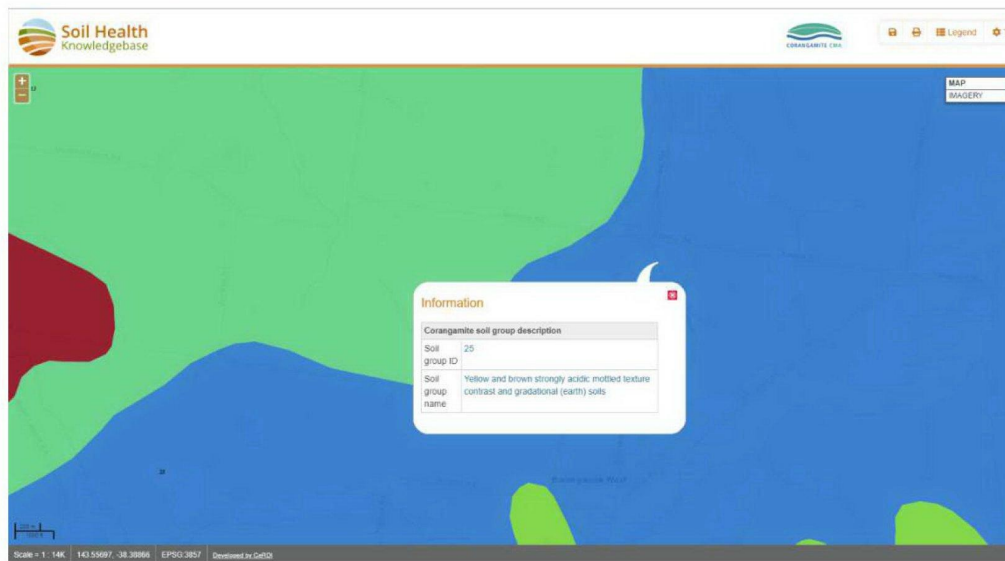 Soil Health
Knowledgebase
CORANGAMITE CMA
Legend
+
−
MAP
IMAGERY
Information
Corangamite soil group description
Soil group ID
25
Soil group name
Yellow and brown strongly acidic mottled texture
contrast and gradational (earth) soils
Scale = 1 : 14K
143.55697, -38.38866
EPSG:3857
Developed by CeRDI